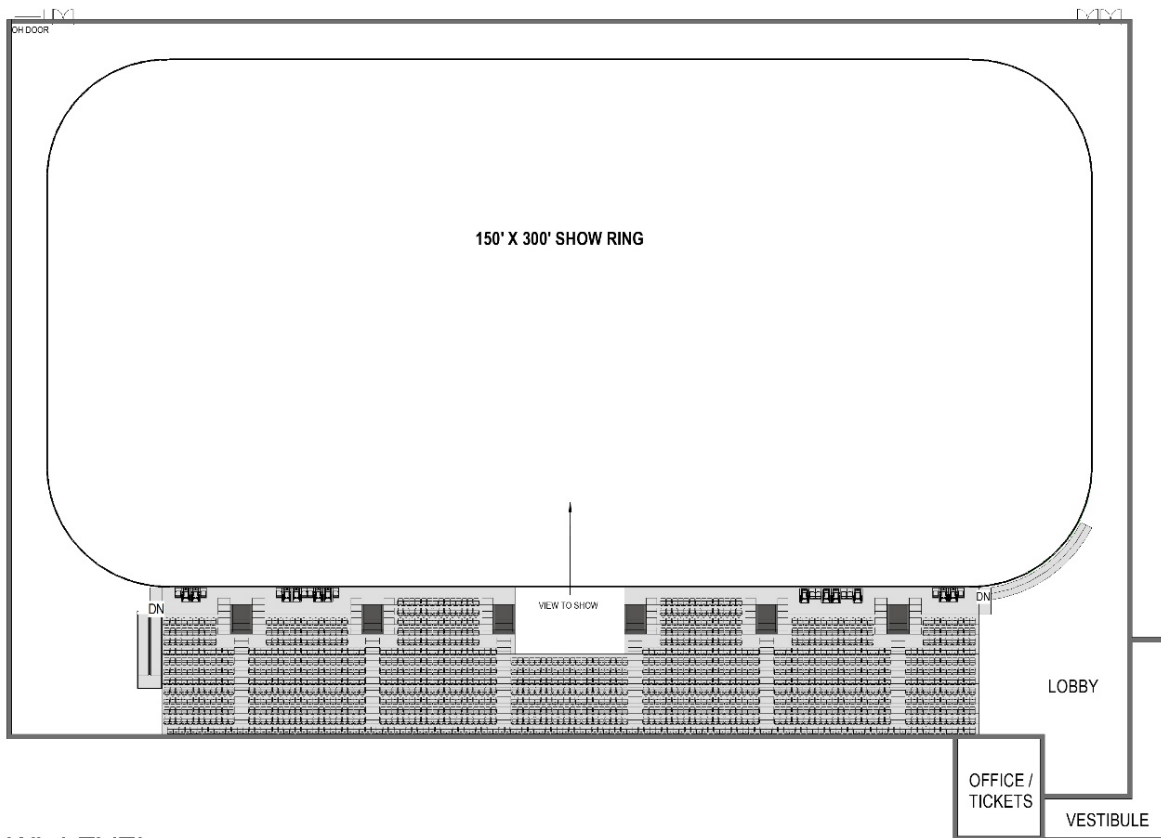 OH DOOR
150' X 300' SHOW RING
VIEW TO SHOW
DN
DN
LOBBY
OFFICE /
TICKETS
VESTIBULE